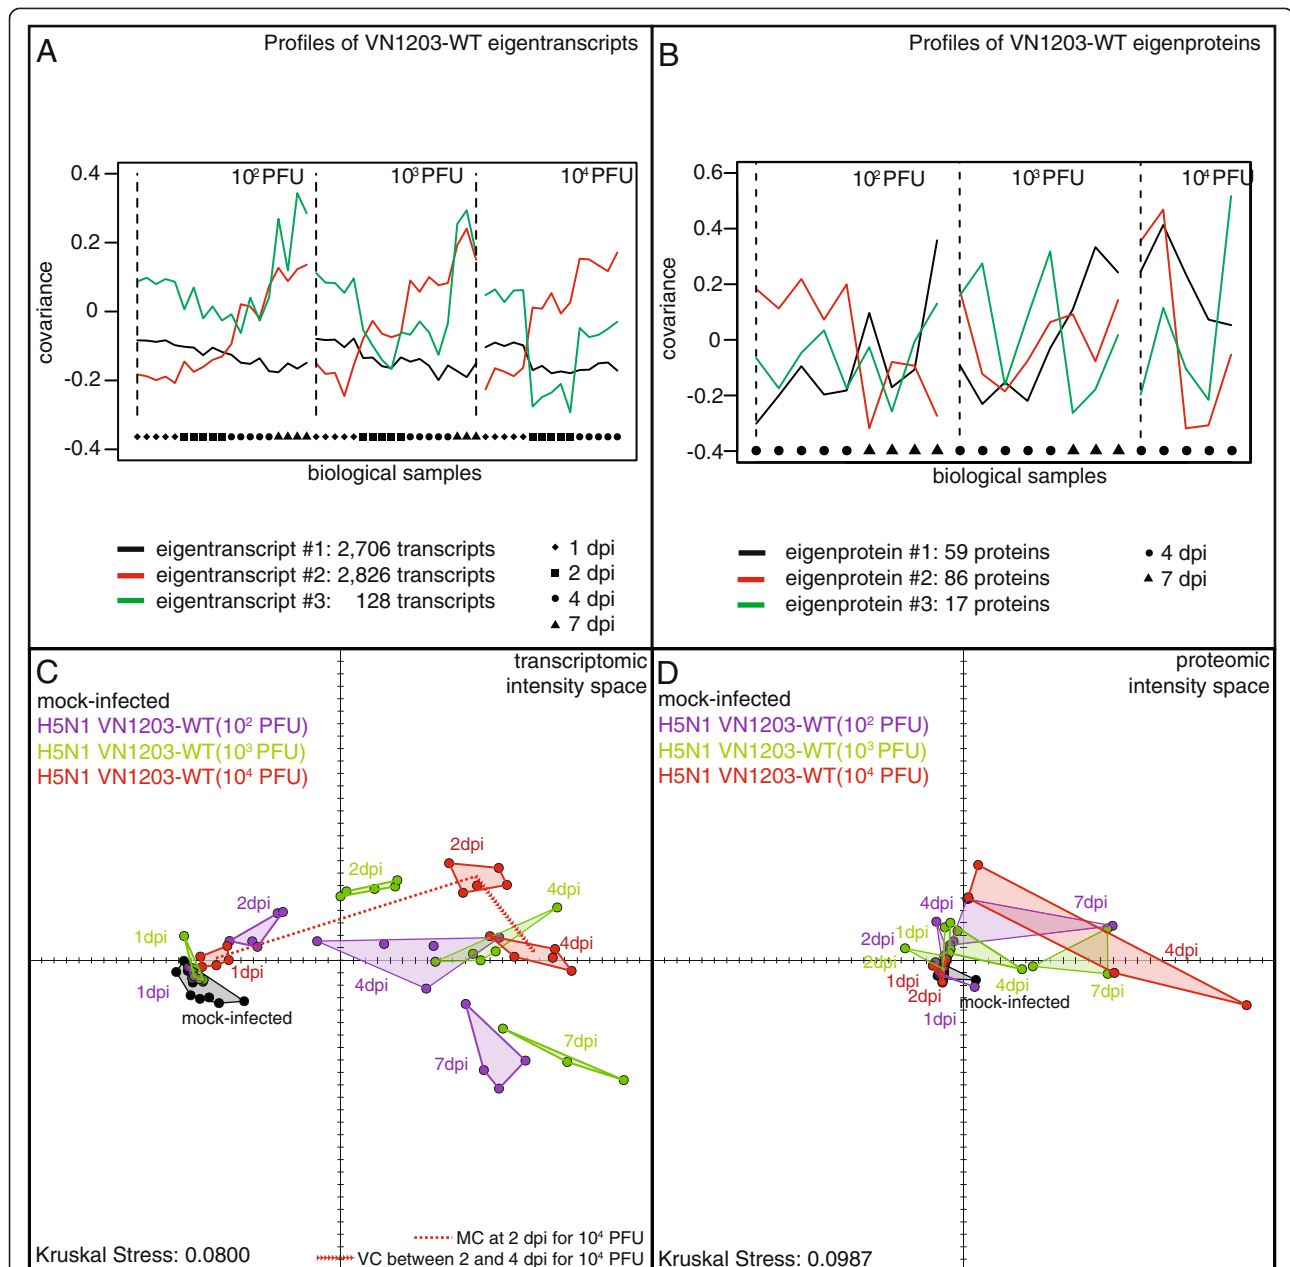 A
Profiles of VN1203-WT eigentranscripts
0.4
0.2
0
-0.2
-0.4
covariance
10² PFU
10³ PFU
10⁴ PFU
biological samples
eigentranscript #1: 2,706 transcripts
eigentranscript #2: 2,826 transcripts
eigentranscript #3: 128 transcripts
1 dpi
2 dpi
4 dpi
7 dpi
B
Profiles of VN1203-WT eigenproteins
0.6
0.4
0.2
0
-0.2
-0.4
covariance
10² PFU
10³ PFU
10⁴ PFU
biological samples
eigenprotein #1: 59 proteins
eigenprotein #2: 86 proteins
eigenprotein #3: 17 proteins
4 dpi
7 dpi
C
transcriptomic
intensity space
mock-infected
H5N1 VN1203-WT(10² PFU)
H5N1 VN1203-WT(10³ PFU)
H5N1 VN1203-WT(10⁴ PFU)
2dpi
2dpi
4dpi
2dpi
1dpi
4dpi
1dpi
1dpi
4dpi
mock-infected
7dpi
7dpi
MC at 2 dpi for 10⁴ PFU
VC between 2 and 4 dpi for 10⁴ PFU
Kruskal Stress: 0.0800
D
proteomic
intensity space
mock-infected
H5N1 VN1203-WT(10² PFU)
H5N1 VN1203-WT(10³ PFU)
H5N1 VN1203-WT(10⁴ PFU)
4dpi
7dpi
1dpi
2dpi
4dpi
2dpi
1dpi
4dpi
7dpi
2dpi
mock-infected
1dpi
Kruskal Stress: 0.0987